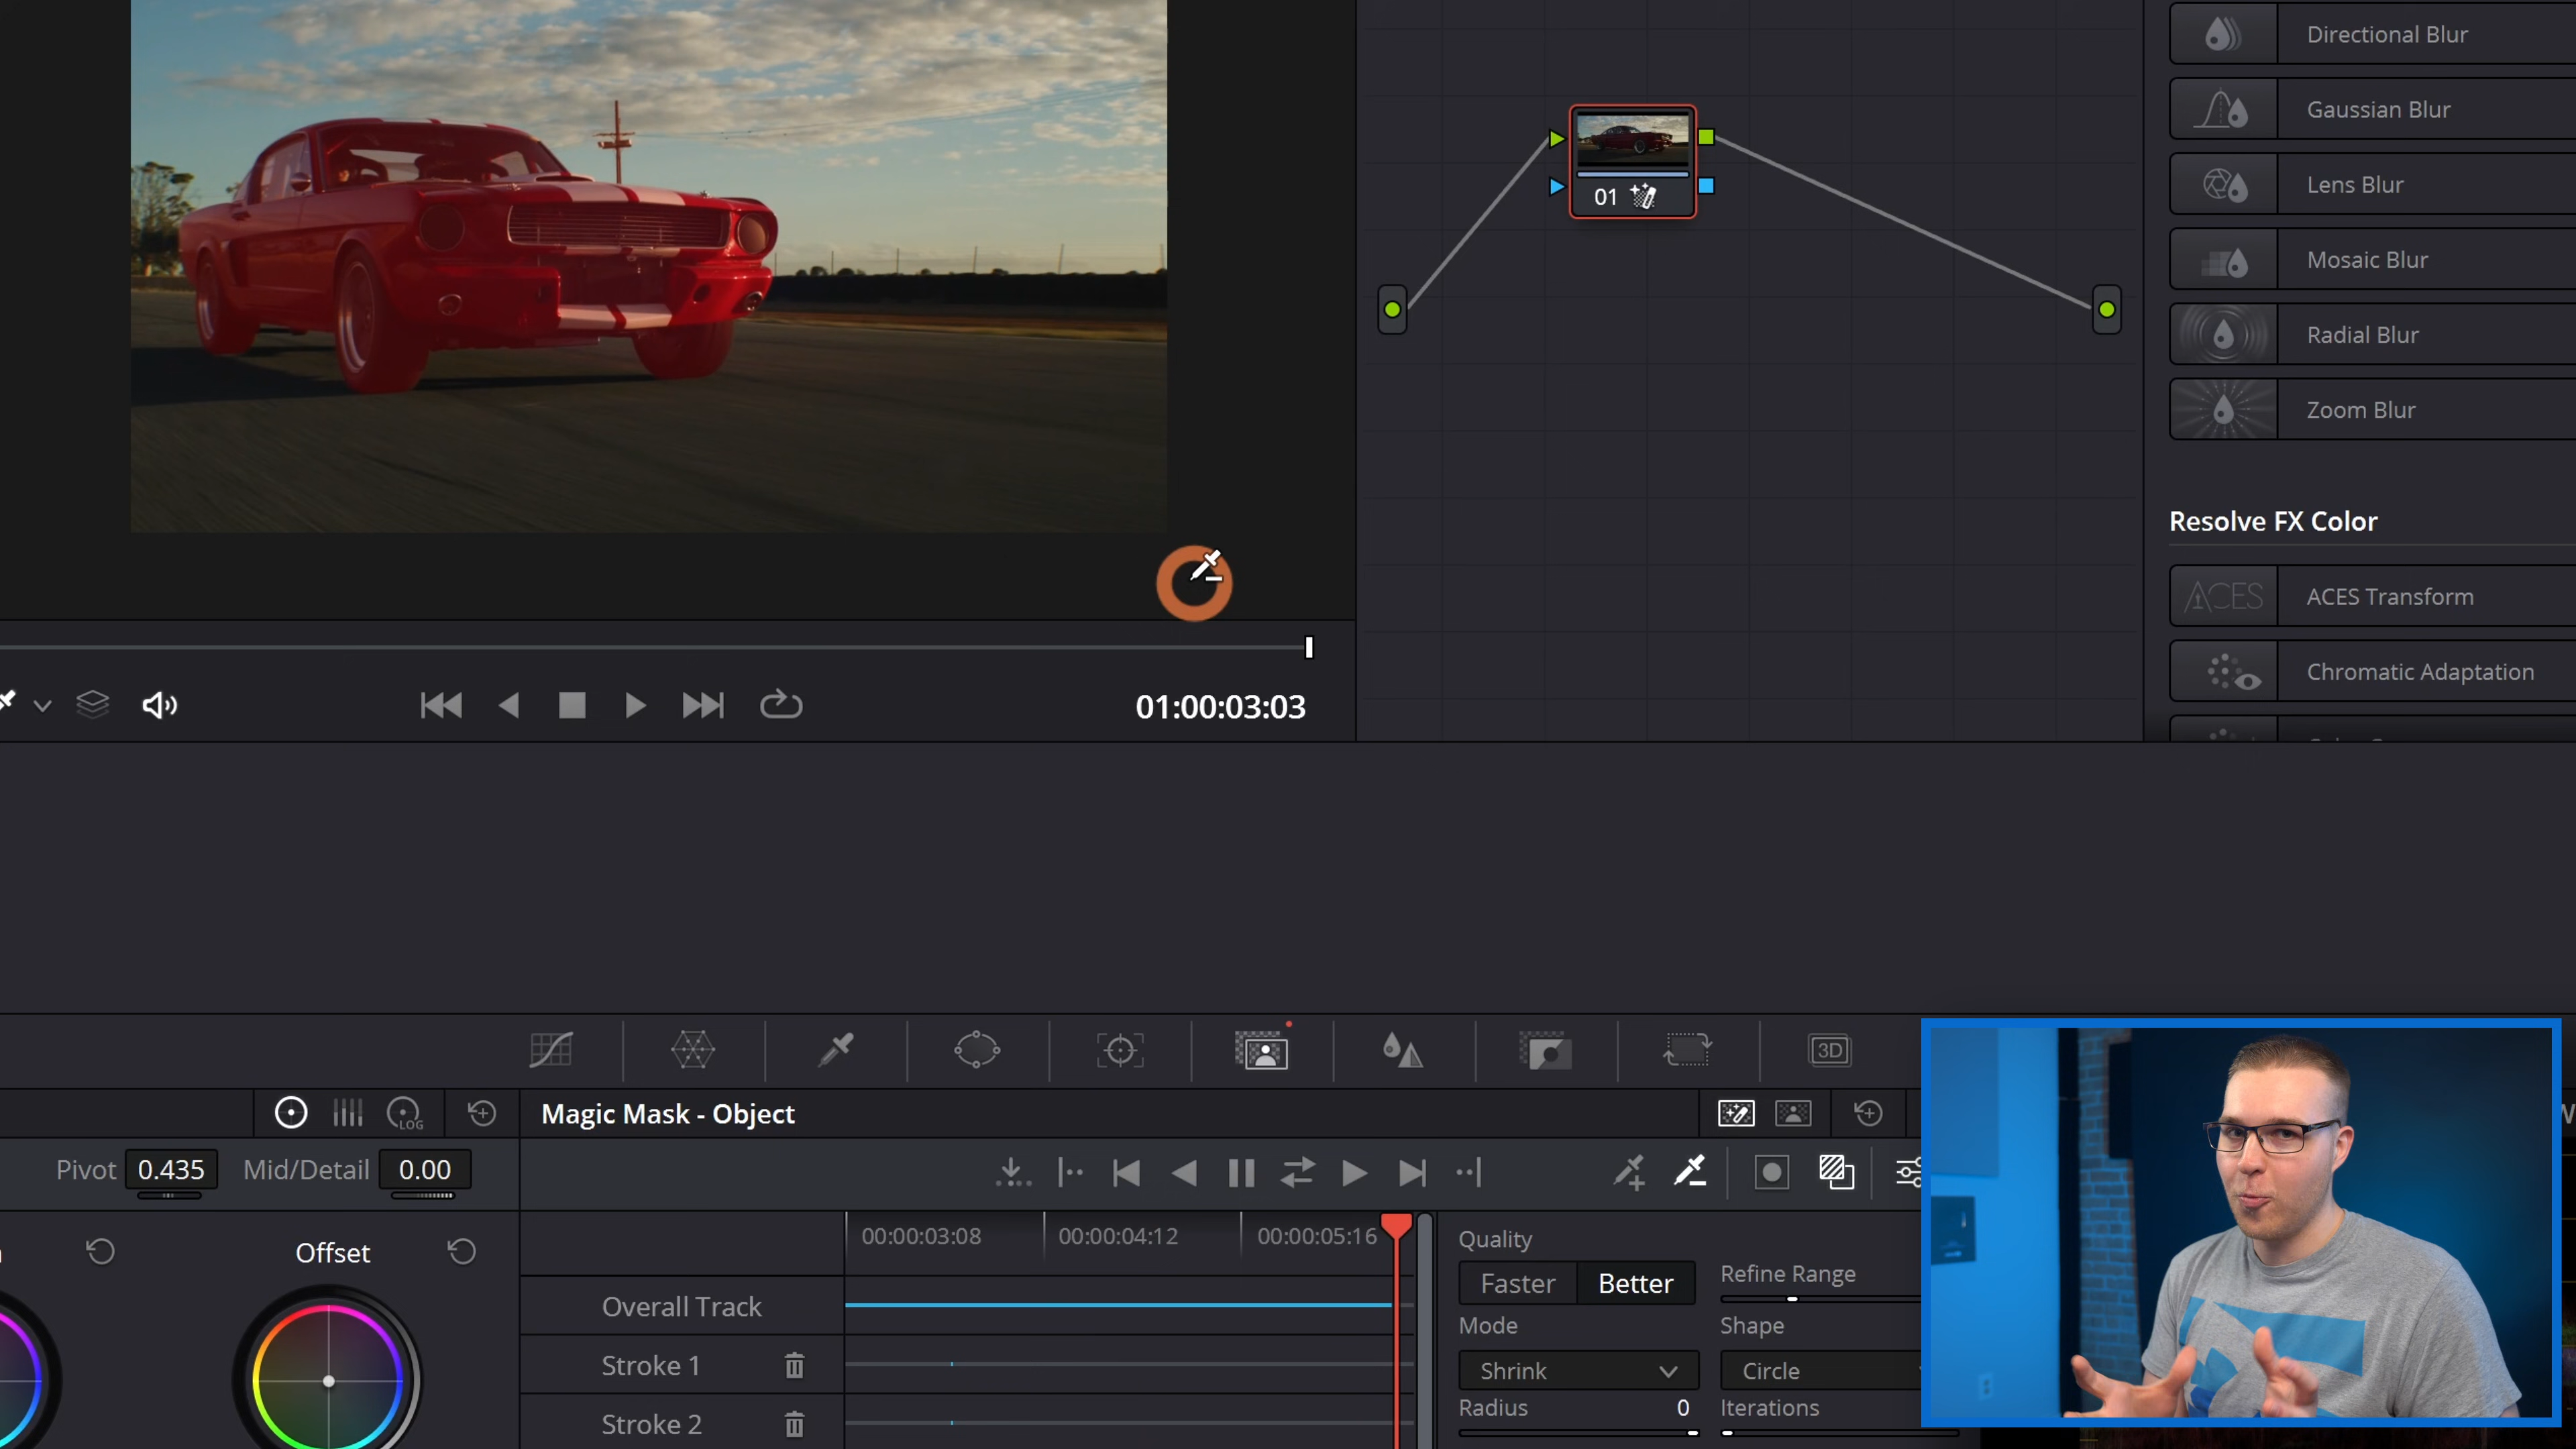 Directional Blur
Gaussian Blur
Lens Blur
Mosaic Blur
Radial Blur
Zoom Blur
Resolve FX Color
ACES
ACES Transform
Chromatic Adaptation
01
01:00:03:03
3D
LOG
Magic Mask - Object
Pivot 0.435 Mid/Detail 0.00
Offset
00:00:03:08 00:00:04:12 00:00:05:16
Overall Track
Stroke 1
Stroke 2
Quality
Faster Better
Refine Range
Mode
Shape
Shrink
Circle
Radius 0
Iterations